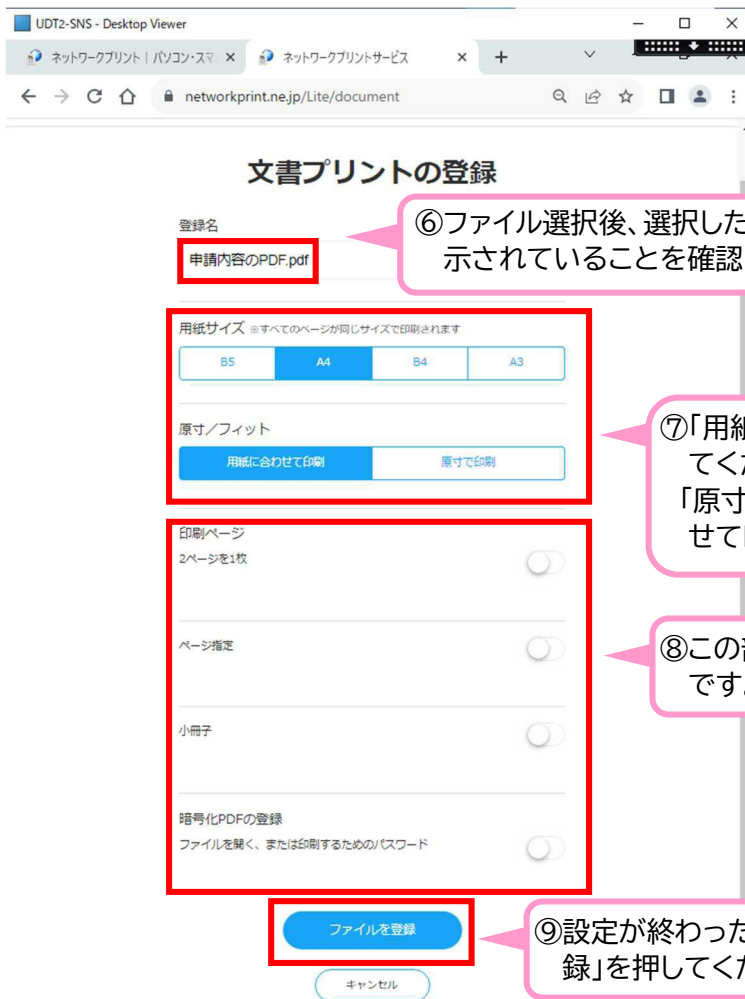 UDT2-SNS - Desktop Viewer
ネットワークプリント | パソコン・スマ
ネットワークプリントサービス
networkprint.ne.jp/Lite/document
文書プリントの登録
登録名
申請内容のPDF.pdf
⑥ファイル選択後、選択した
示されていることを確認
用紙サイズ ※すべてのページが同じサイズで印刷されます
B5 A4 B4 A3
原寸／フィット
用紙に合わせて印刷 原寸で印刷
⑦「用紙
てくだ
「原寸
せて
印刷ページ
2ページを1枚
ページ指定
⑧この
です。
小冊子
暗号化PDFの登録
ファイルを開く、または印刷するためのパスワード
ファイルを登録
⑨設定が終わった
録」を押してくだ
キャンセル